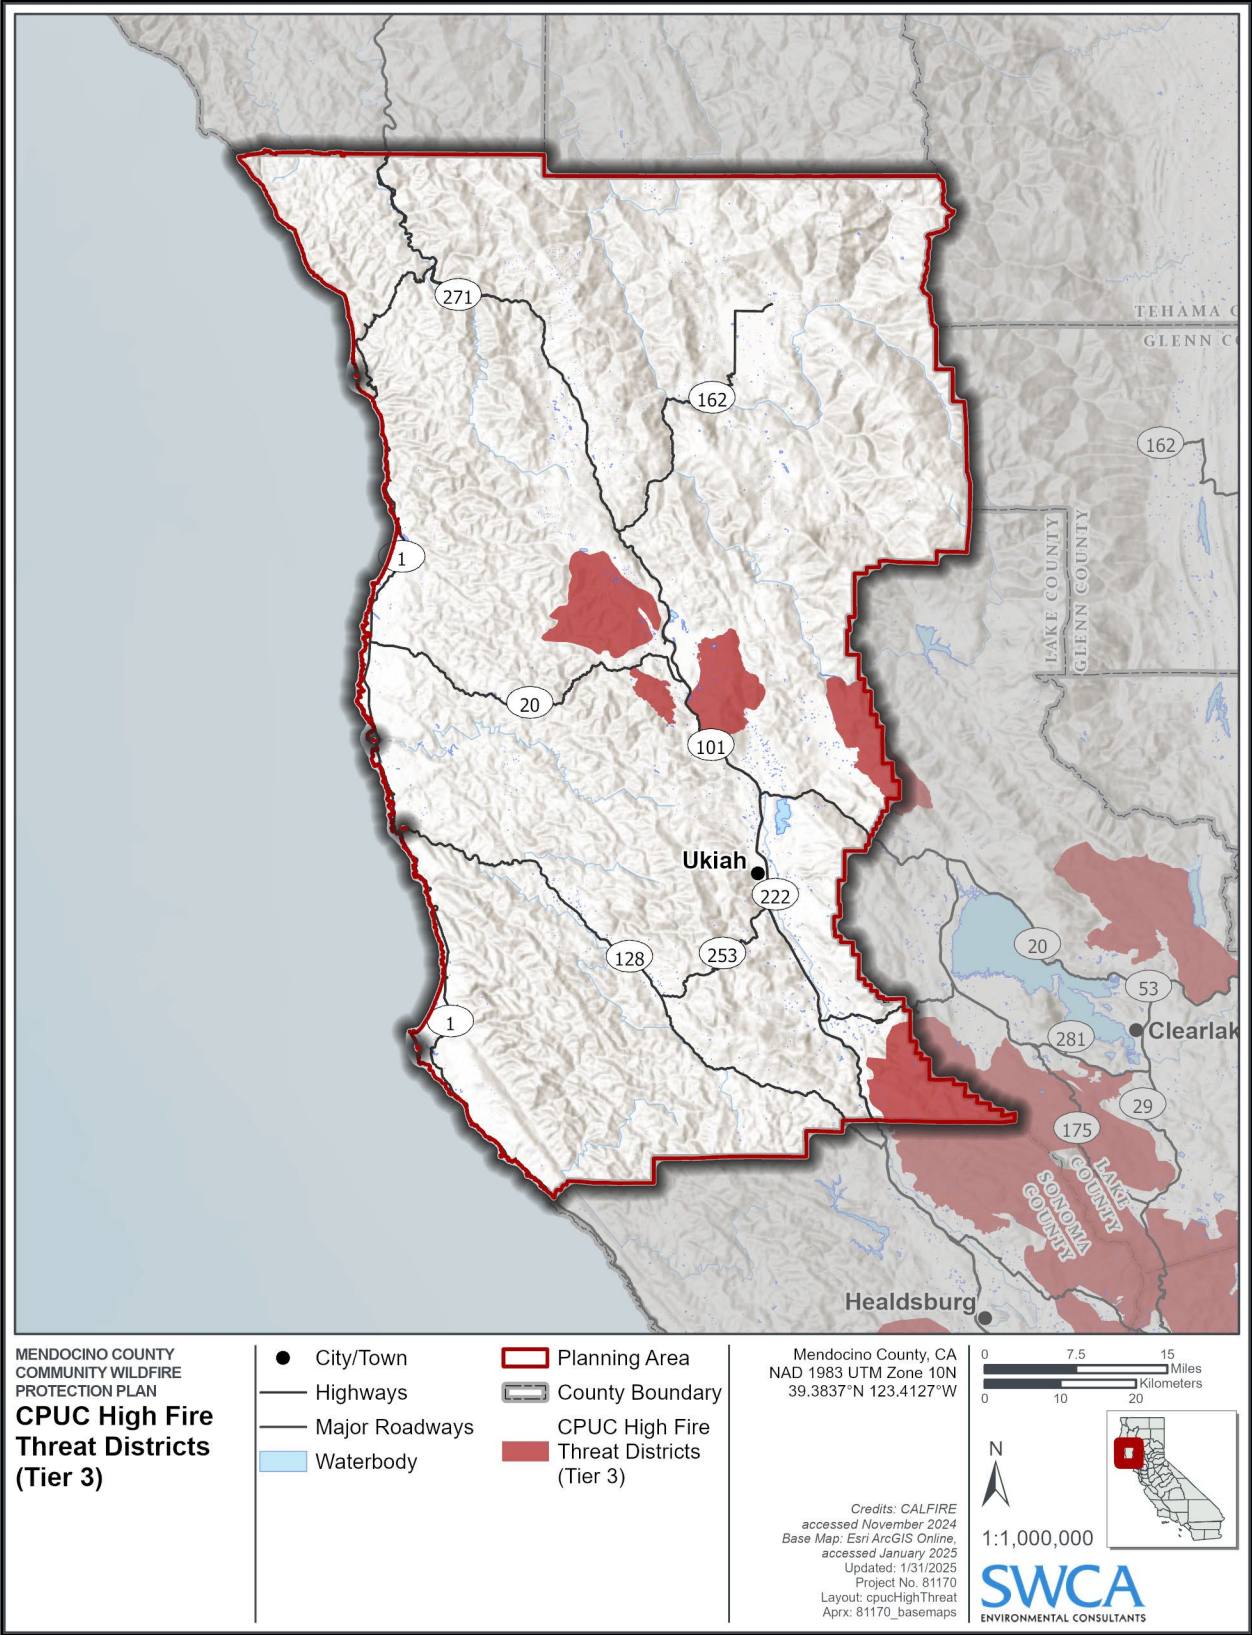 271
TEHAMA C
GLENN C
162
162
LAKE COUNTY
GLENN COUNTY
1
20
101
Ukiah
222
20
128
253
53
1
281
Clearlak
29
175
LAKE
COUNTY
SONOMA
COUNTY
Healdsburg
MENDOCINO COUNTY
COMMUNITY WILDFIRE
PROTECTION PLAN
CPUC High Fire
Threat Districts
(Tier 3)
City/Town
Highways
Major Roadways
Waterbody
Planning Area
County Boundary
CPUC High Fire
Threat Districts
(Tier 3)
Mendocino County, CA
NAD 1983 UTM Zone 10N
39.3837°N 123.4127°W
Credits: CALFIRE
accessed November 2024
Base Map: Esri ArcGIS Online,
accessed January 2025
Updated: 1/31/2025
Project No. 81170
Layout: cpucHighThreat
Aprx: 81170_basemaps
0 7.5 15
Miles
Kilometers
0 10 20
N
1:1,000,000
SWCA
ENVIRONMENTAL CONSULTANTS